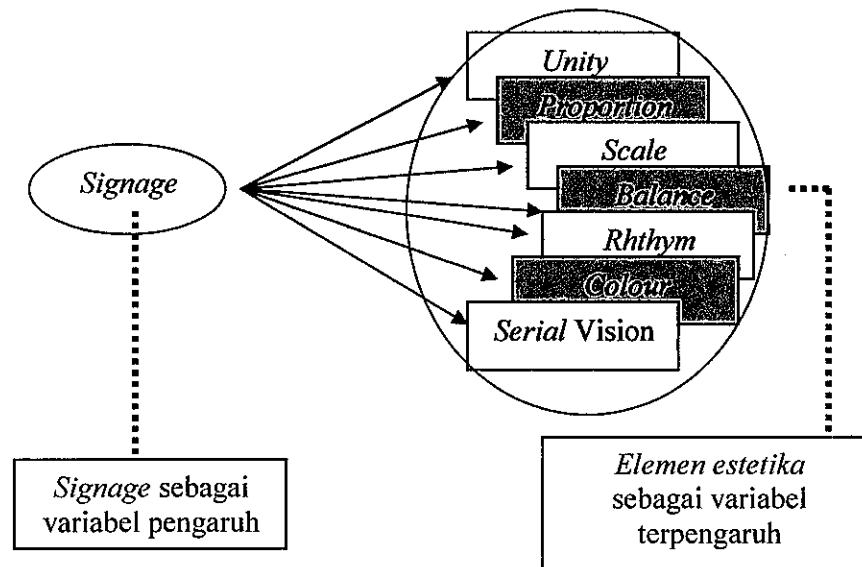 Unity
Proportion
Scale
Signage
Balance
Rhthym
Colour
Serial Vision
Signage sebagai
variabel pengaruh
Elemen estetika
sebagai variabel
terpengaruh